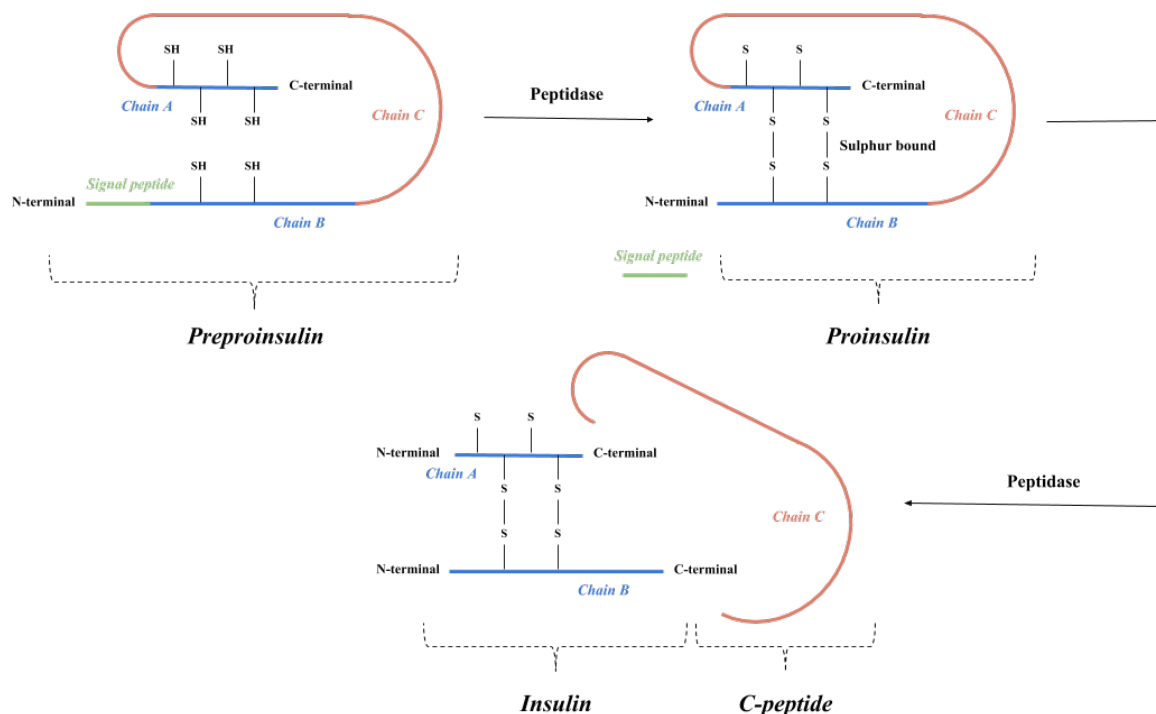 SH SH
C-terminal
Chain A
SH SH
Chain C
SH SH
Signal peptide
N-terminal
Chain B
Preproinsulin
Peptidase
S S
C-terminal
Chain A
S S
Chain C
Sulphur bound
S S
N-terminal
Chain B
Signal peptide
Proinsulin
Peptidase
S S
N-terminal C-terminal
Chain A
S S
Chain C
S S
N-terminal C-terminal
Chain B
Insulin
C-peptide